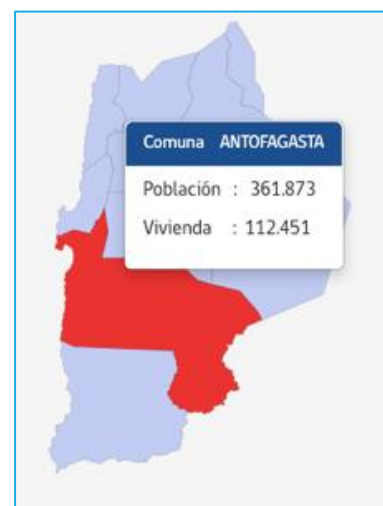 Comuna ANTOFAGASTA
Población : 361.873
Vivienda : 112.451